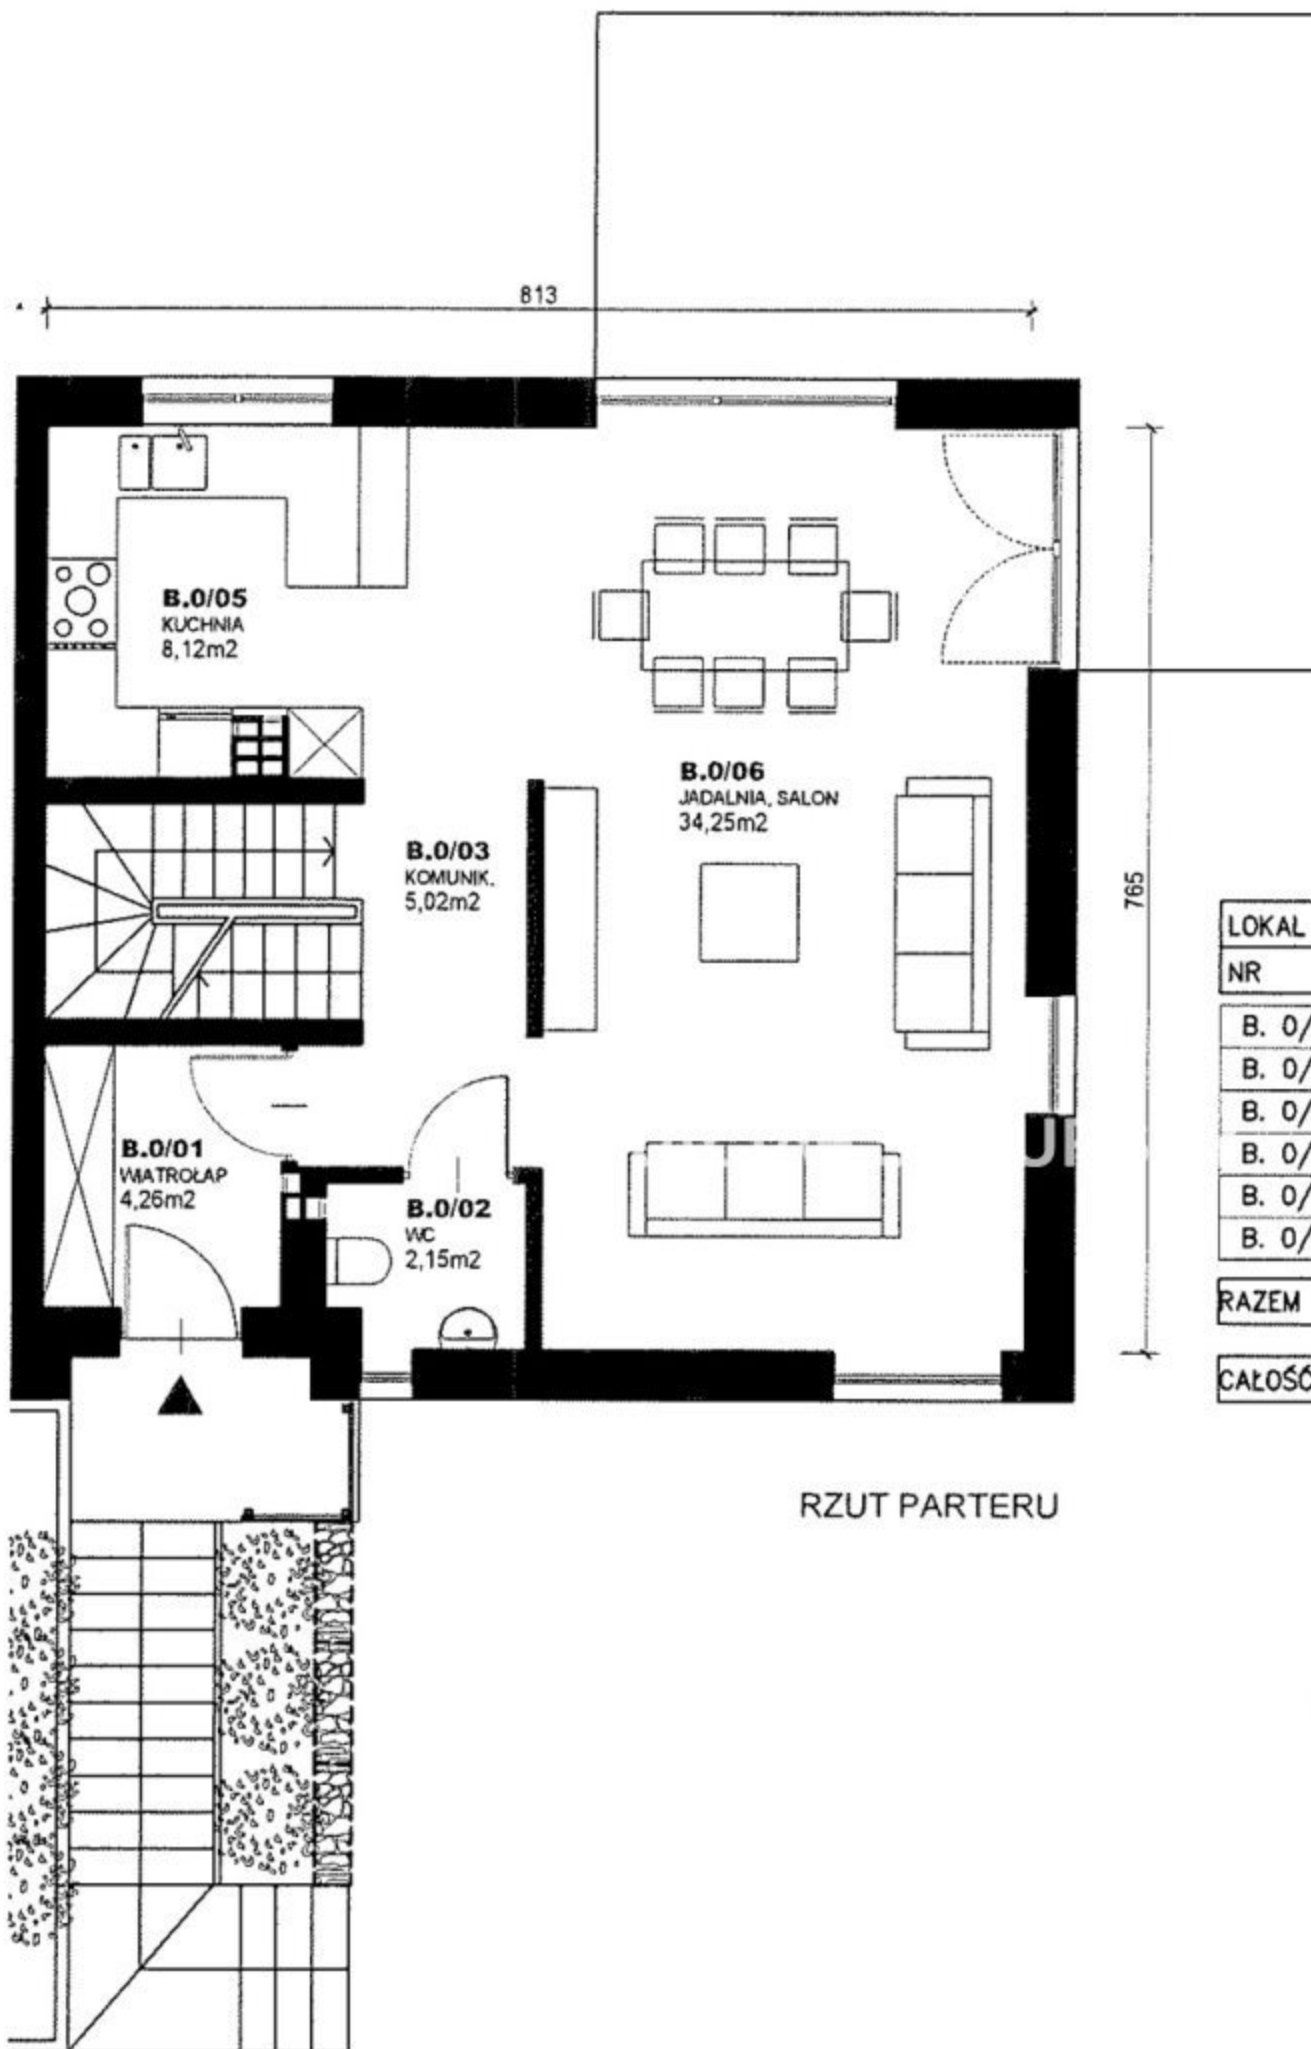 813
B.0/05
KUCHNIA
8,12m2
B.0/06
JADALNIA, SALON
34,25m2
B.0/03
KOMUNIK.
5,02m2
765
B.0/01
WIATROŁAP
4,26m2
B.0/02
WC
2,15m2
LOKAL
NR
B. 0/
B. 0/
B. 0/
B. 0/
B. 0/
B. 0/
RAZEM
CAŁOŚĆ
RZUT PARTERU